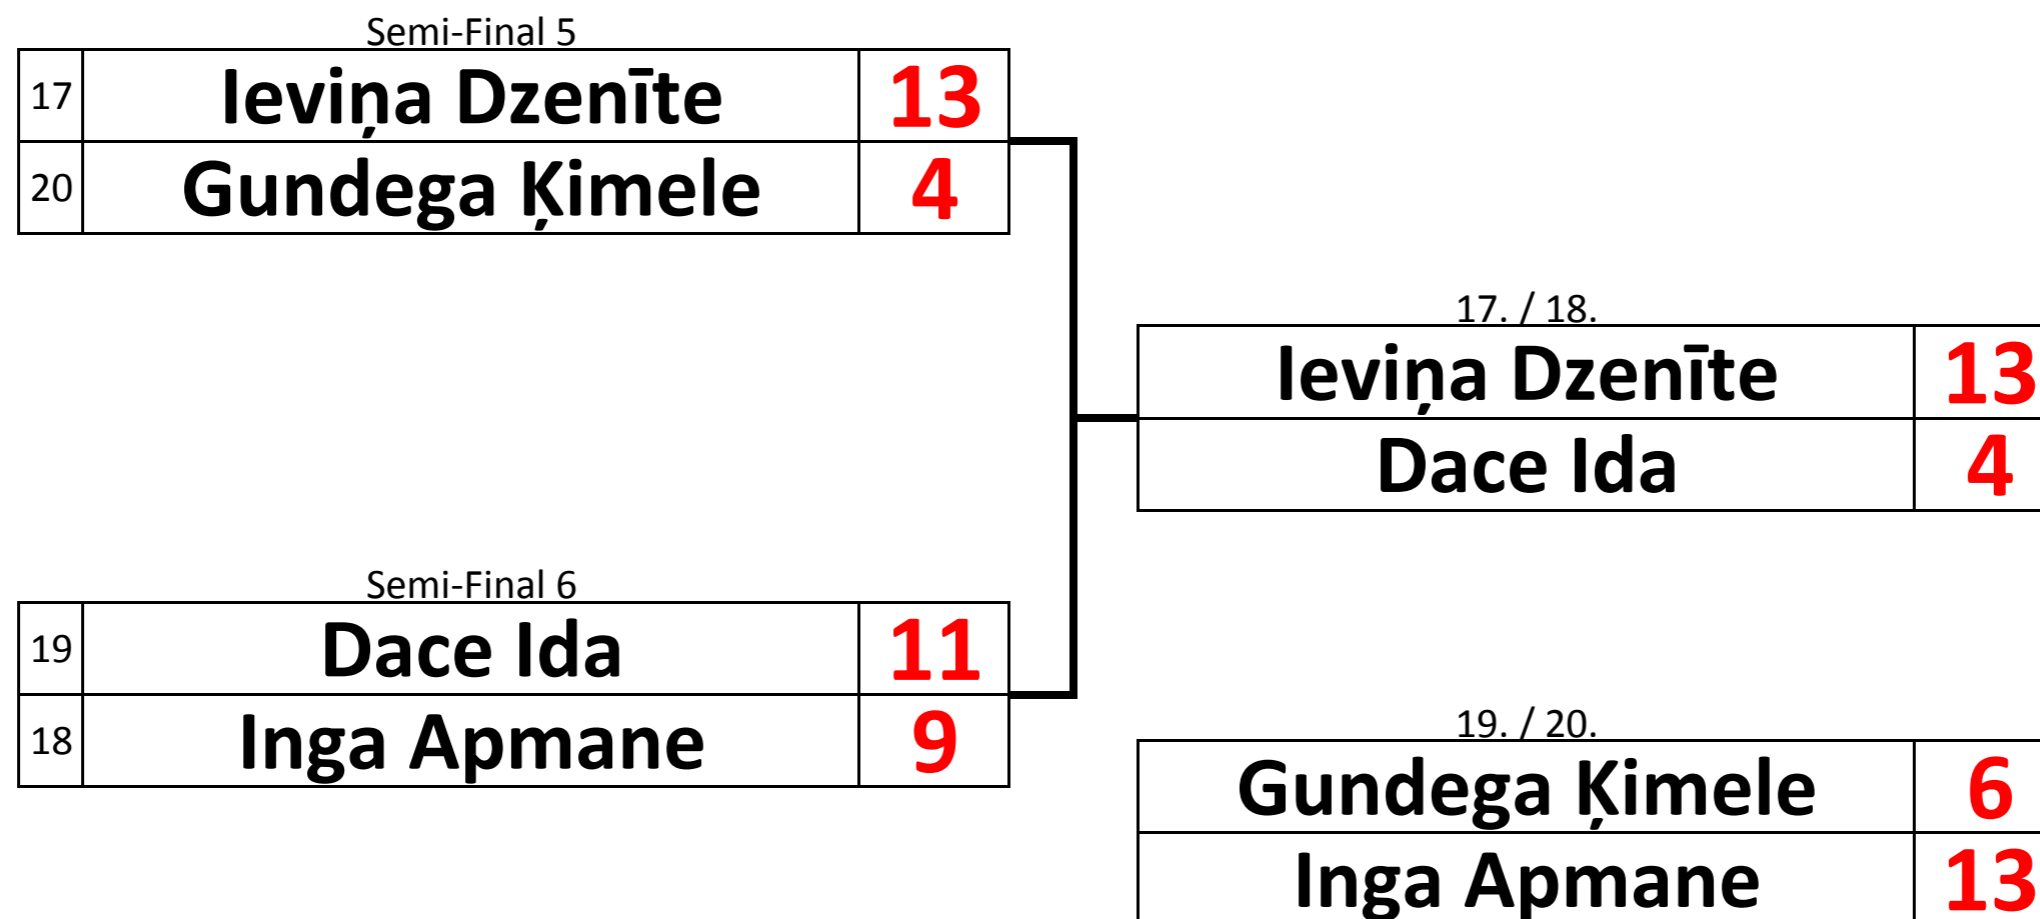 Semi-Final 5
17 Ieviņa Dzenīte 13
20 Gundega Ķimele 4
17. / 18.
Ieviņa Dzenīte 13
Dace Ida 4
Semi-Final 6
19 Dace Ida 11
18 Inga Apmane 9
19. / 20.
Gundega Ķimele 6
Inga Apmane 13